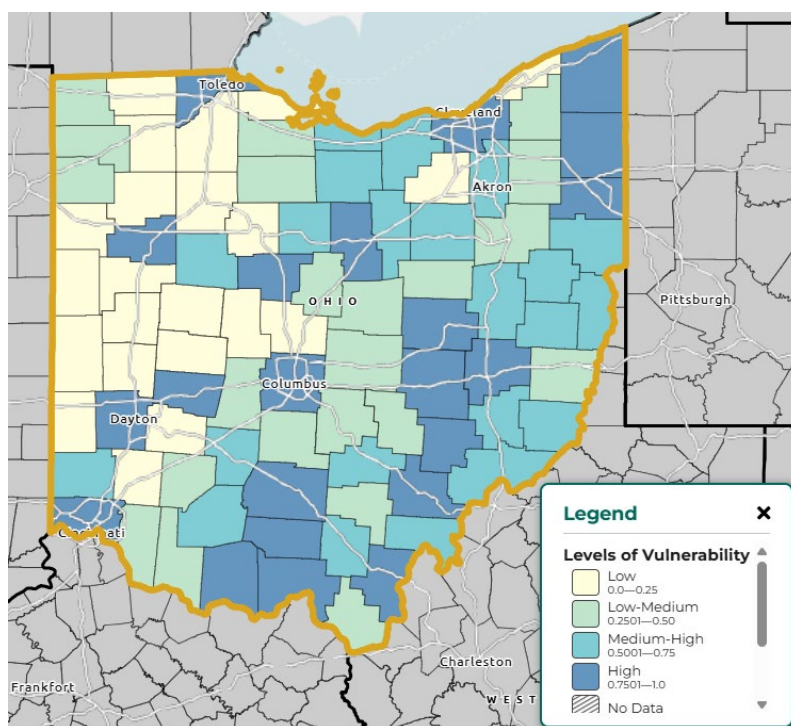 Toledo
Cleveland
Akron
OHIO
Pittsburgh
Columbus
Dayton
Cincinnati
Charleston
Frankfort
WEST
Legend ×
Levels of Vulnerability
Low
0.0—0.25
Low-Medium
0.2501—0.50
Medium-High
0.5001—0.75
High
0.7501—1.0
No Data